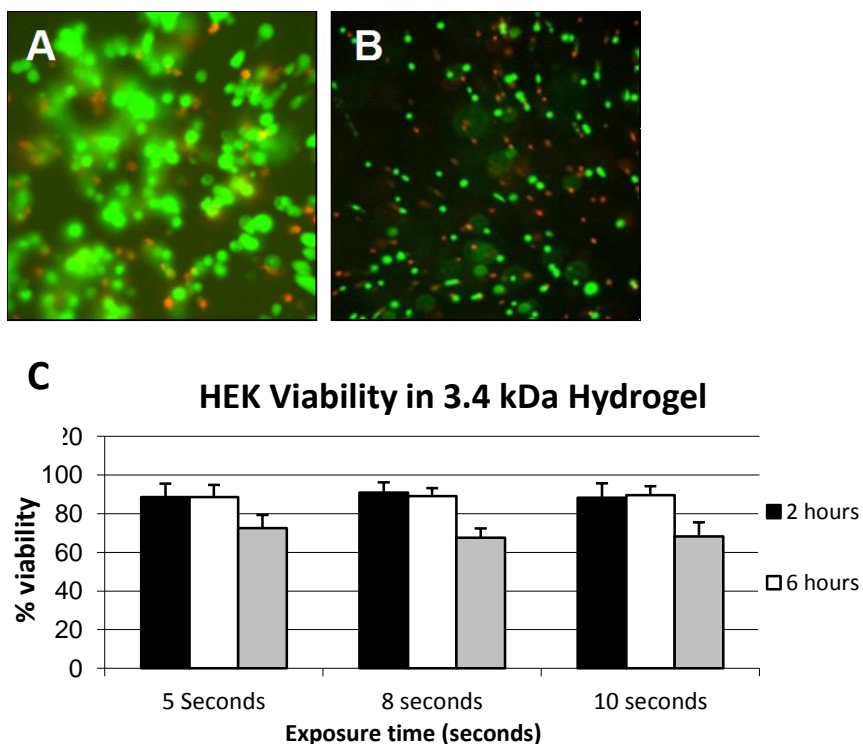 A
B
C
HEK Viability in 3.4 kDa Hydrogel
20
100
80
60
40
20
0
% viability
5 Seconds
8 seconds
10 seconds
Exposure time (seconds)
2 hours
6 hours